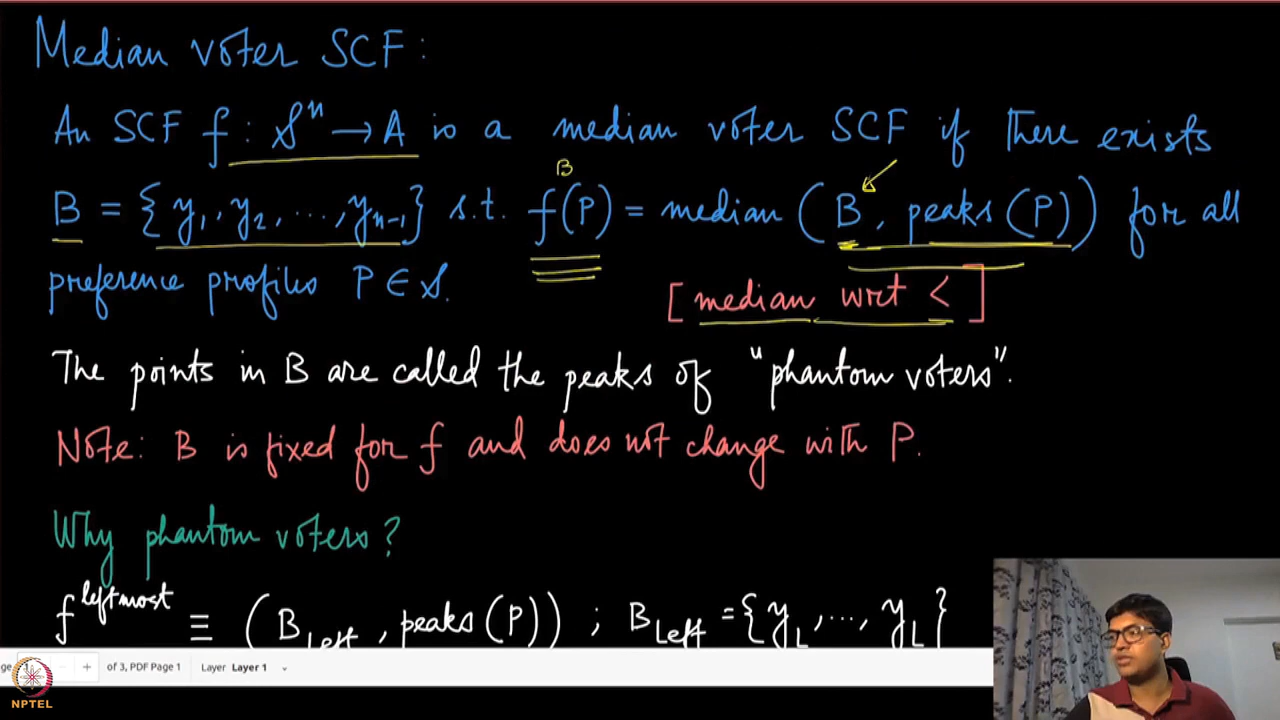 Median voter SCF:
An SCF f : 𝒮ⁿ → A is a median voter SCF if there exists
B
B = { y₁, y₂, ..., yₙ₋₁ } s.t. f(P) = median ( B, peaks (P) ) for all
preference profiles P ∈ 𝒮.
[ median wrt < ]
The points in B are called the peaks of "phantom voters".
Note: B is fixed for f and does not change with P.
Why phantom voters?
f^leftmost ≡ ( B_left, peaks (P) ) ; B_left = { y_L, ..., y_L }
ge 1 of 3, PDF Page 1 Layer Layer 1
NPTEL